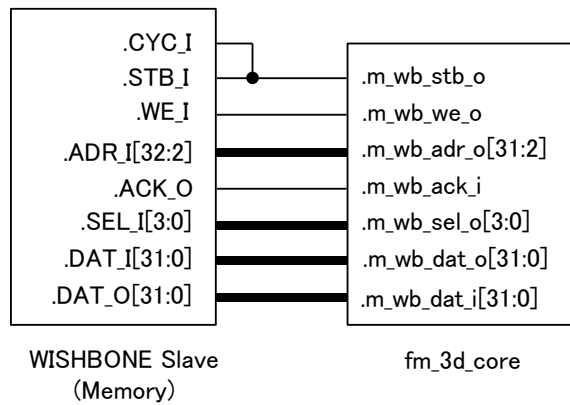 .CYC_I
.STB_I
.WE_I
.ADR_I[32:2]
.ACK_O
.SEL_I[3:0]
.DAT_I[31:0]
.DAT_O[31:0]
.m_wb_stb_o
.m_wb_we_o
.m_wb_adr_o[31:2]
.m_wb_ack_i
.m_wb_sel_o[3:0]
.m_wb_dat_o[31:0]
.m_wb_dat_i[31:0]
WISHBONE Slave
(Memory)
fm_3d_core